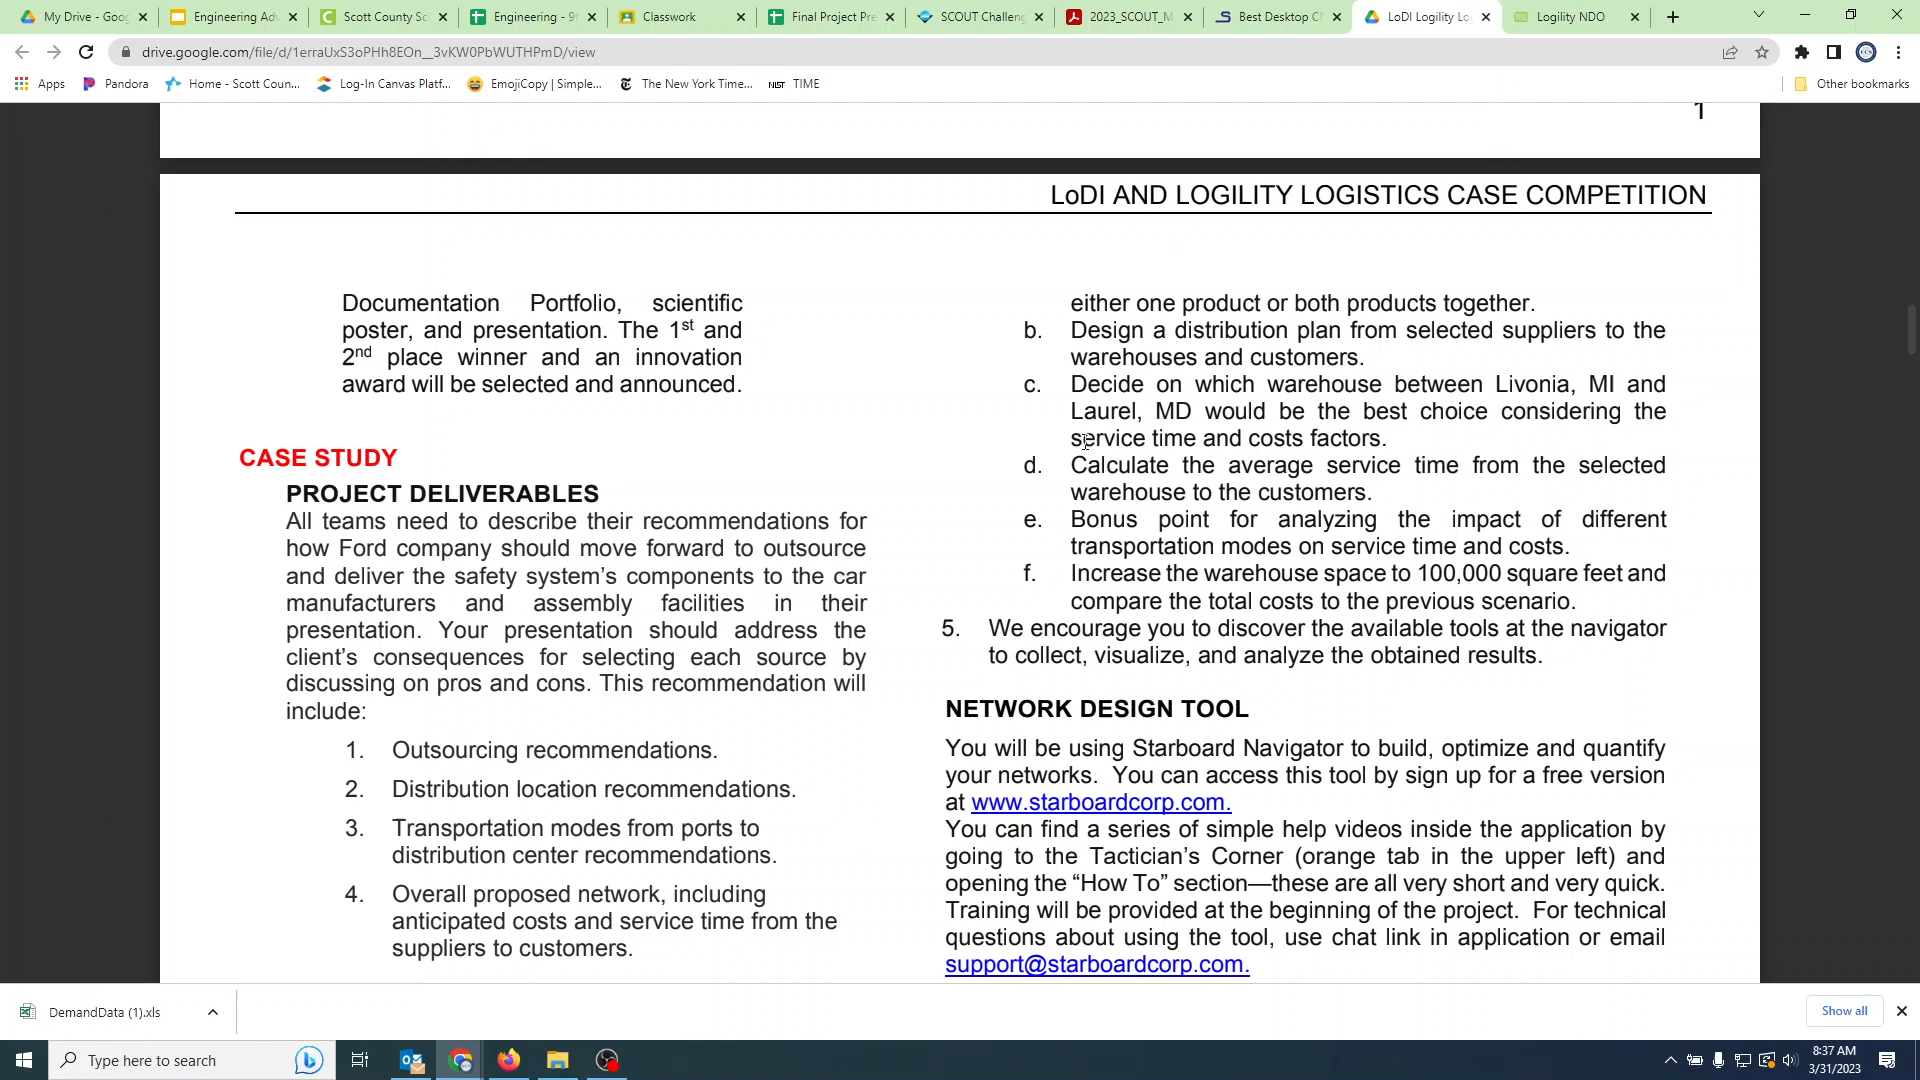 My Drive - Goog
Engineering Adv
Scott County Sc
Engineering - 9t
Classwork
Final Project Pre
SCOUT Challeng
2023_SCOUT_M
Best Desktop Ch
LoDI Logility Lo
Logility NDO
drive.google.com/file/d/1erraUxS3oPHh8EOn__3vKW0PbWUTHPmD/view
Apps
Pandora
Home - Scott Coun...
Log-In Canvas Platf...
EmojiCopy | Simple...
The New York Time...
NIST TIME
Other bookmarks
1
LoDI AND LOGILITY LOGISTICS CASE COMPETITION
Documentation Portfolio, scientific
poster, and presentation. The 1st and
2nd place winner and an innovation
award will be selected and announced.
CASE STUDY
PROJECT DELIVERABLES
All teams need to describe their recommendations for
how Ford company should move forward to outsource
and deliver the safety system's components to the car
manufacturers and assembly facilities in their
presentation. Your presentation should address the
client's consequences for selecting each source by
discussing on pros and cons. This recommendation will
include:
1. Outsourcing recommendations.
2. Distribution location recommendations.
3. Transportation modes from ports to
distribution center recommendations.
4. Overall proposed network, including
anticipated costs and service time from the
suppliers to customers.
either one product or both products together.
b. Design a distribution plan from selected suppliers to the
warehouses and customers.
c. Decide on which warehouse between Livonia, MI and
Laurel, MD would be the best choice considering the
service time and costs factors.
d. Calculate the average service time from the selected
warehouse to the customers.
e. Bonus point for analyzing the impact of different
transportation modes on service time and costs.
f. Increase the warehouse space to 100,000 square feet and
compare the total costs to the previous scenario.
5. We encourage you to discover the available tools at the navigator
to collect, visualize, and analyze the obtained results.
NETWORK DESIGN TOOL
You will be using Starboard Navigator to build, optimize and quantify
your networks. You can access this tool by sign up for a free version
at www.starboardcorp.com.
You can find a series of simple help videos inside the application by
going to the Tactician's Corner (orange tab in the upper left) and
opening the “How To” section—these are all very short and very quick.
Training will be provided at the beginning of the project. For technical
questions about using the tool, use chat link in application or email
support@starboardcorp.com.
DemandData (1).xls
Show all
Type here to search
8:37 AM
3/31/2023